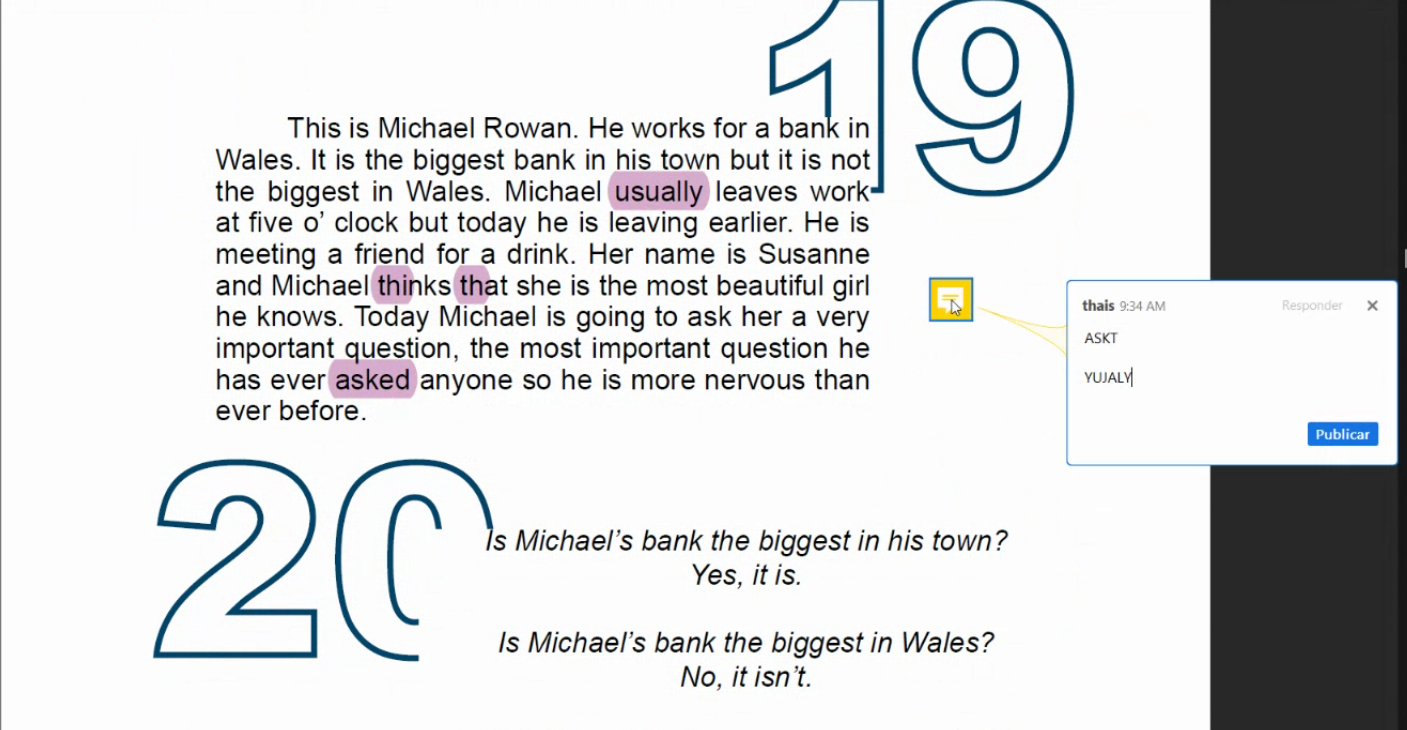 19
This is Michael Rowan. He works for a bank in
Wales. It is the biggest bank in his town but it is not
the biggest in Wales. Michael usually leaves work
at five o’ clock but today he is leaving earlier. He is
meeting a friend for a drink. Her name is Susanne
and Michael thinks that she is the most beautiful girl
he knows. Today Michael is going to ask her a very
important question, the most important question he
has ever asked anyone so he is more nervous than
ever before.
thais 9:34 AM Responder
ASKT
YUJALY
Publicar
20
Is Michael’s bank the biggest in his town?
Yes, it is.
Is Michael’s bank the biggest in Wales?
No, it isn’t.